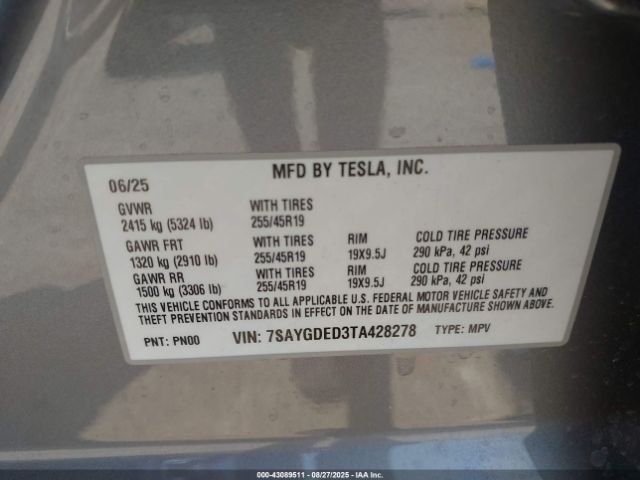 06/25 MFD BY TESLA, INC.
GVWR WITH TIRES
2415 kg (5324 lb) 255/45R19
GAWR FRT WITH TIRES RIM COLD TIRE PRESSURE
1320 kg (2910 lb) 255/45R19 19X9.5J 290 kPa, 42 psi
GAWR RR WITH TIRES RIM COLD TIRE PRESSURE
1500 kg (3306 lb) 255/45R19 19X9.5J 290 kPa, 42 psi
THIS VEHICLE CONFORMS TO ALL APPLICABLE U.S. FEDERAL MOTOR VEHICLE SAFETY AND
THEFT PREVENTION STANDARDS IN EFFECT ON THE DATE OF MANUFACTURE SHOWN ABOVE.
PNT: PN00 VIN: 7SAYGDED3TA428278 TYPE: MPV
000-43089511 - 08/27/2025 - IAA Inc.